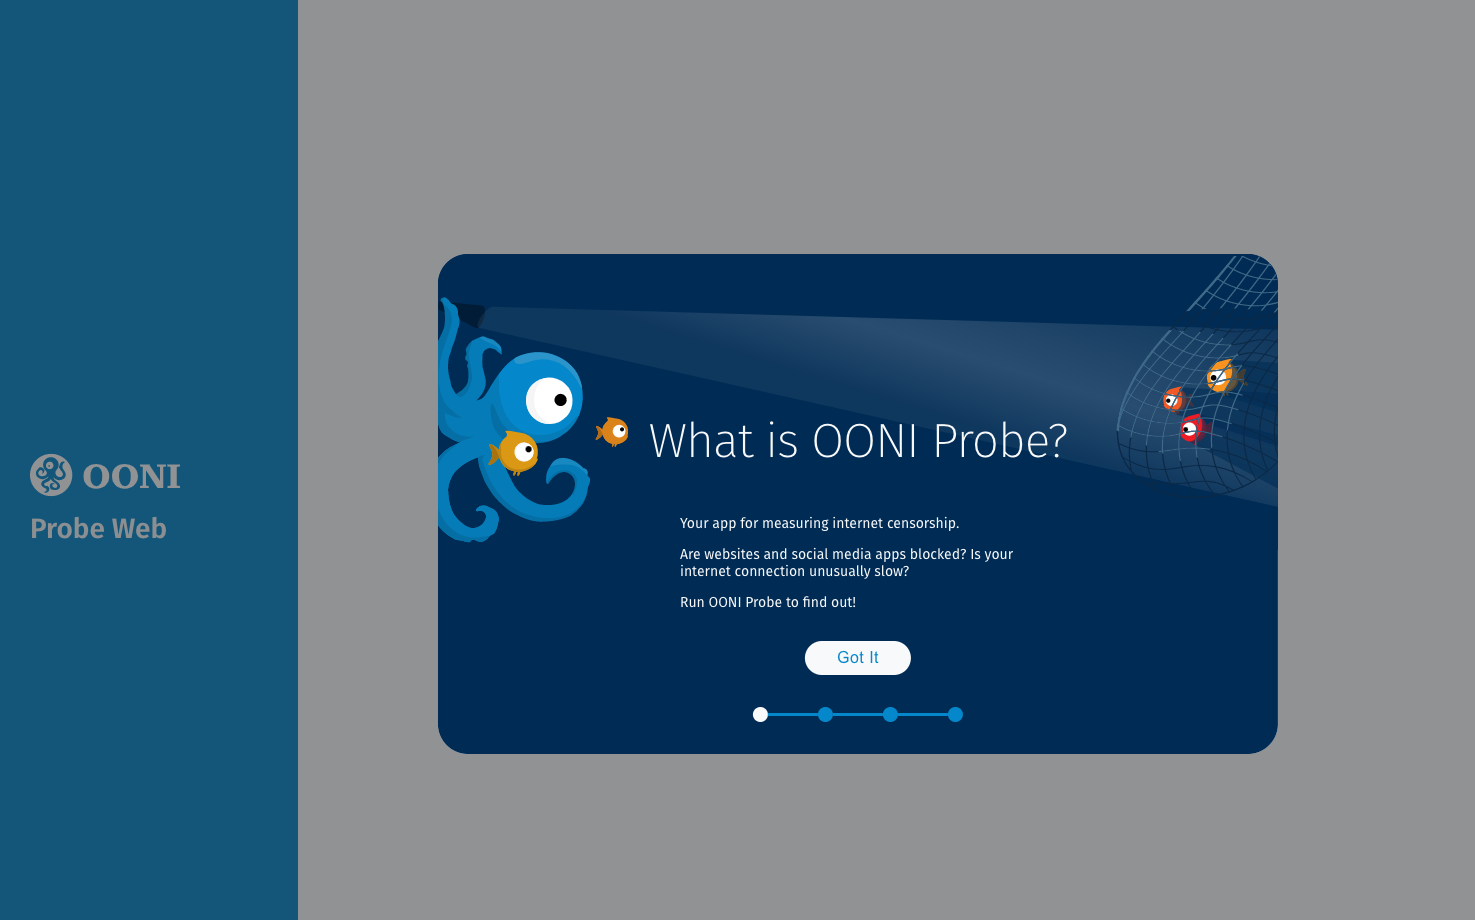 OONI
Probe Web
What is OONI Probe?
Your app for measuring internet censorship.
Are websites and social media apps blocked? Is your
internet connection unusually slow?
Run OONI Probe to find out!
Got It